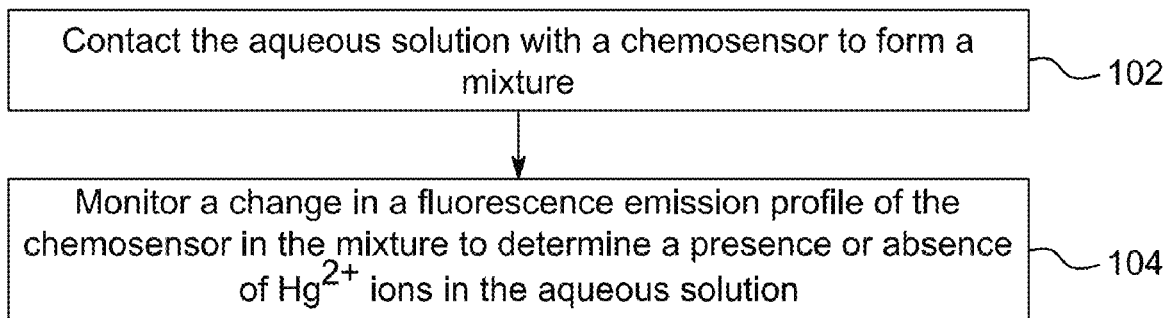 Contact the aqueous solution with a chemosensor to form a
mixture
102
Monitor a change in a fluorescence emission profile of the
chemosensor in the mixture to determine a presence or absence
of Hg²⁺ ions in the aqueous solution
104